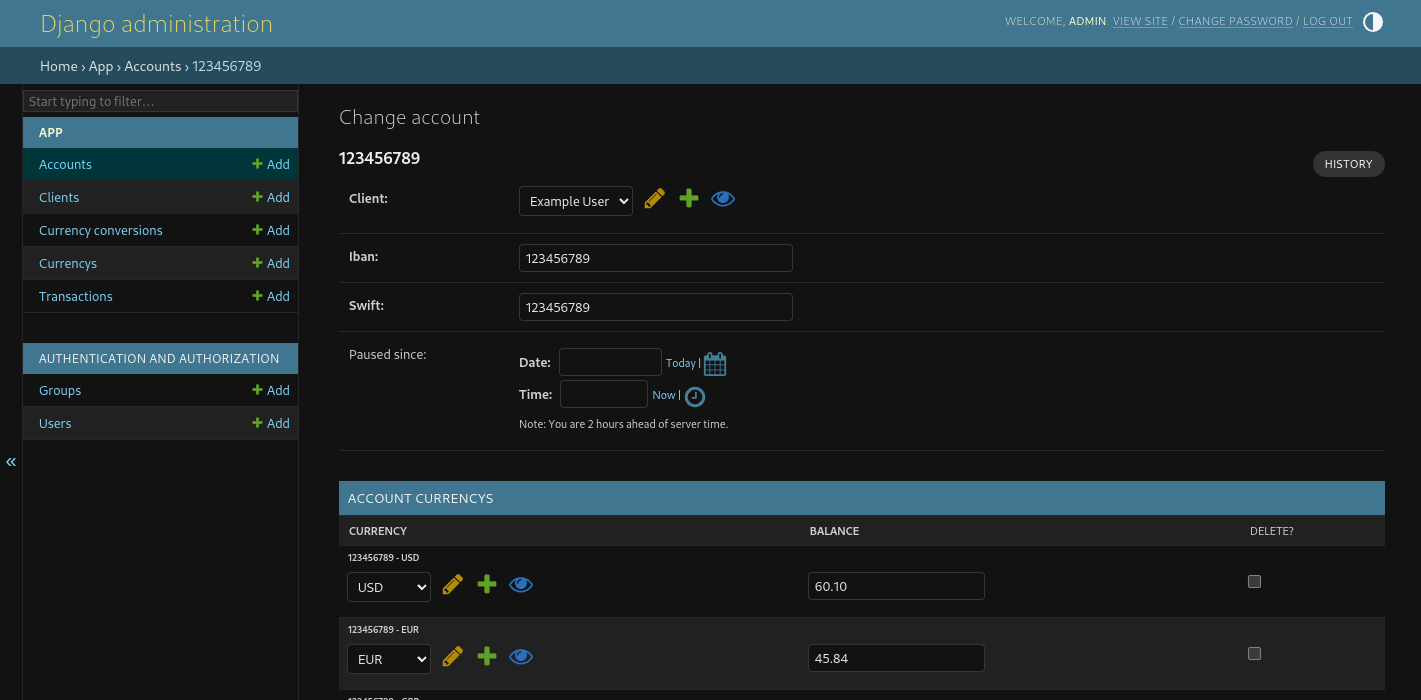 Django administration
WELCOME, ADMIN. VIEW SITE / CHANGE PASSWORD / LOG OUT
Home › App › Accounts › 123456789
Start typing to filter…
APP
Accounts + Add
Clients + Add
Currency conversions + Add
Currencys + Add
Transactions + Add
AUTHENTICATION AND AUTHORIZATION
Groups + Add
Users + Add
«
Change account
123456789
HISTORY
Client: Example User
Iban: 123456789
Swift: 123456789
Paused since:
Date: Today |
Time: Now |
Note: You are 2 hours ahead of server time.
ACCOUNT CURRENCYS
CURRENCY BALANCE DELETE?
123456789 - USD
USD 60.10
123456789 - EUR
EUR 45.84